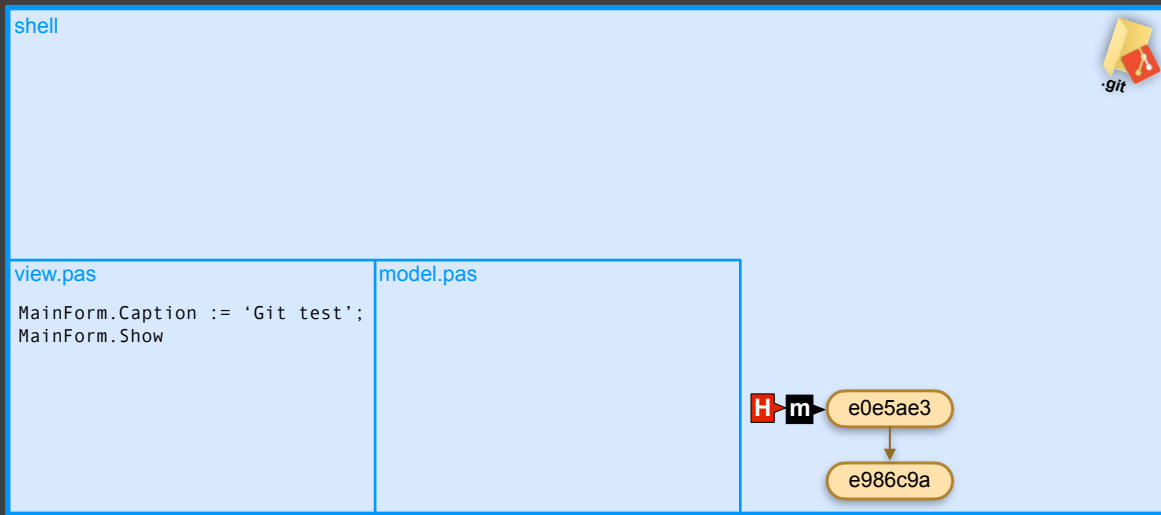 shell
.git
view.pas
model.pas
MainForm.Caption := ‘Git test’;
MainForm.Show
H m e0e5ae3
e986c9a